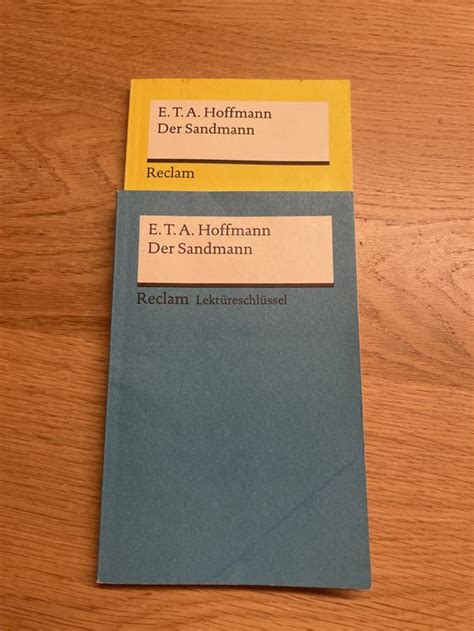 E. T. A. Hoffmann
Der Sandmann
Reclam
E. T. A. Hoffmann
Der Sandmann
Reclam Lektüreschlüssel